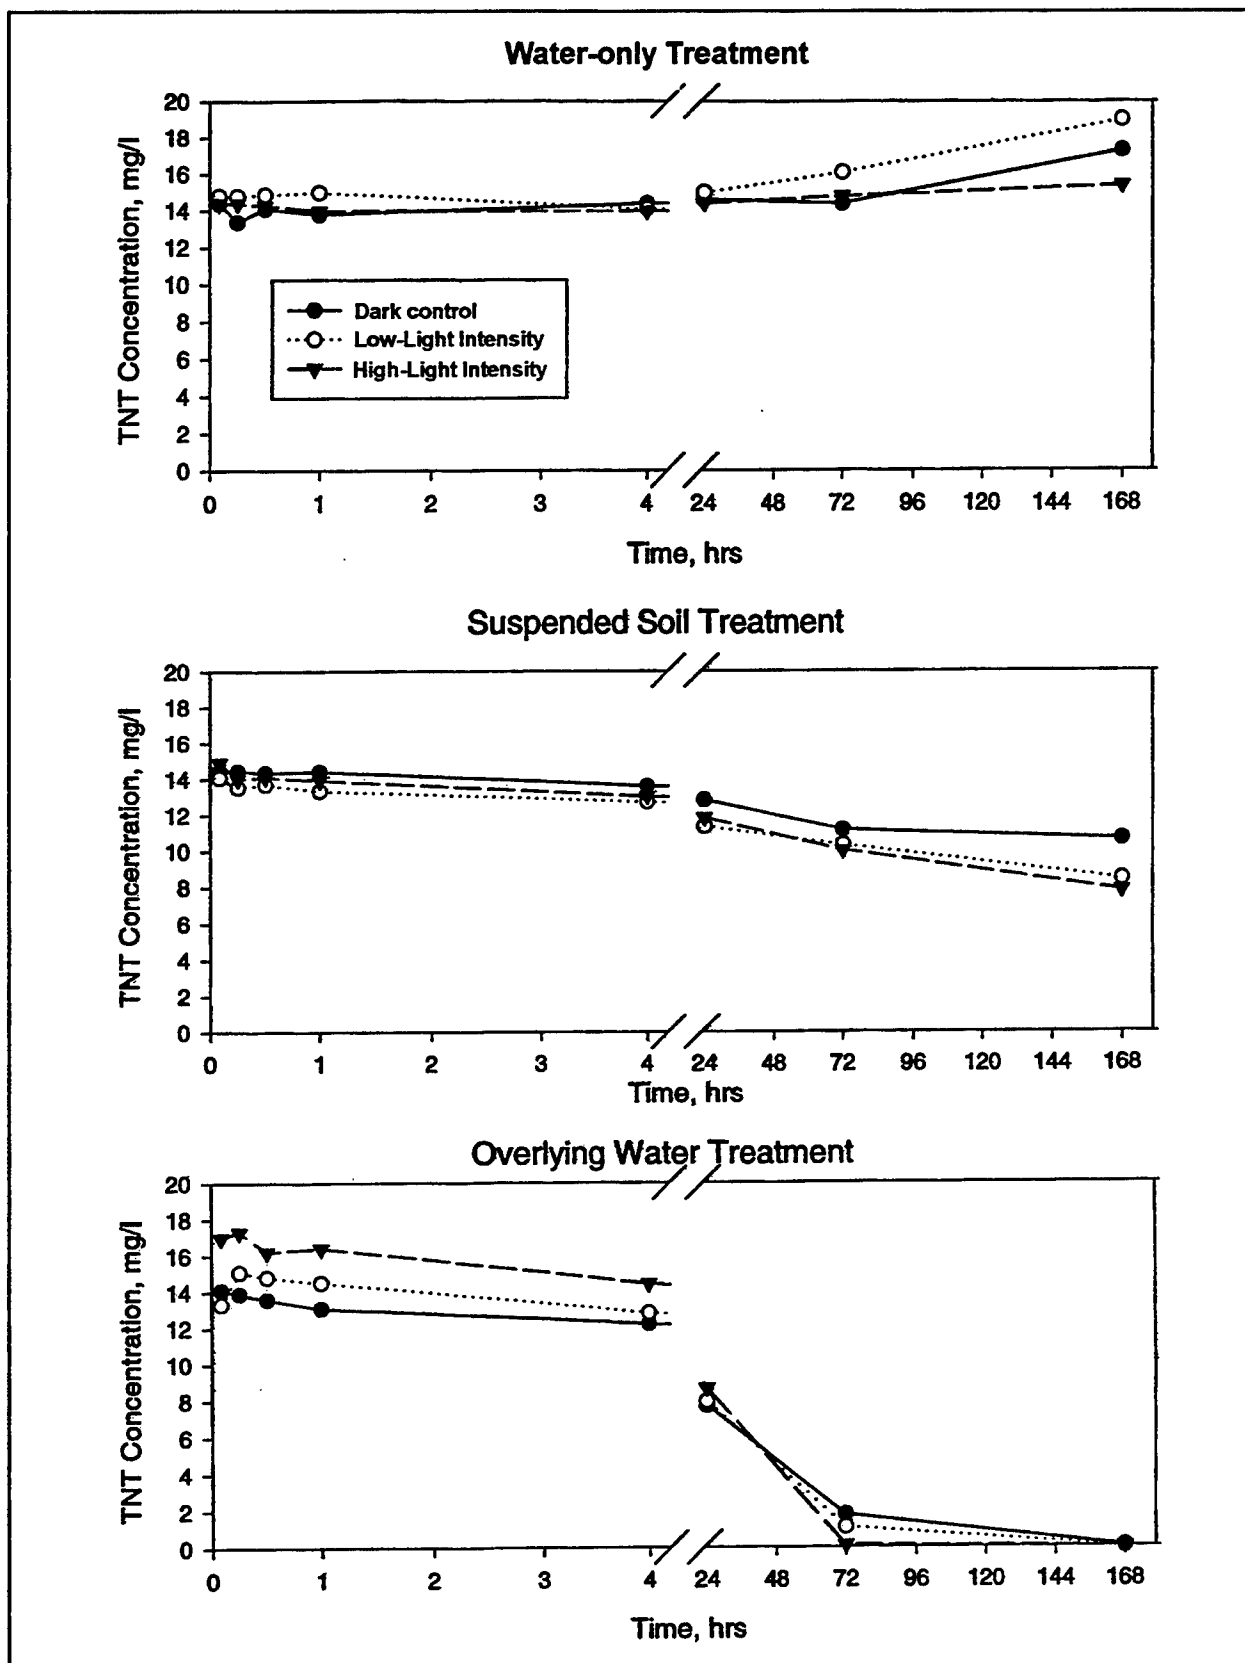 Water-only Treatment
20
18
16
14
12
10
8
6
4
2
0
TNT Concentration, mg/l
Dark control
Low-Light Intensity
High-Light Intensity
0 1 2 3 4 24 48 72 96 120 144 168
Time, hrs
Suspended Soil Treatment
20
18
16
14
12
10
8
6
4
2
0
TNT Concentration, mg/l
0 1 2 3 4 24 48 72 96 120 144 168
Time, hrs
Overlying Water Treatment
20
18
16
14
12
10
8
6
4
2
0
TNT Concentration, mg/l
0 1 2 3 4 24 48 72 96 120 144 168
Time, hrs